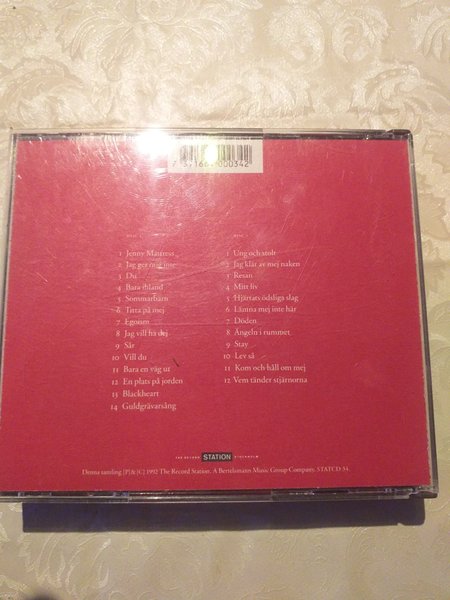 7 3166 000342
1 Jenny Mattress
2 Jag ger mig inte
3 Du
4 Bara ibland
5 Sommarbarn
6 Titta på mej
7 Egoism
8 Jag vill ha dej
9 Sår
10 Vill du
11 Bara en väg ut
12 En plats på jorden
13 Blackheart
14 Guldgrävarsång
1 Ung och stolt
2 Jag klär av mej naken
3 Resan
4 Mitt liv
5 Hjärtats ödsliga slag
6 Lämna mej inte här
7 Döden
8 Ängeln i rummet
9 Stay
10 Lev så
11 Kom och håll om mej
12 Vem tänder stjärnorna
THE RECORD STATION STOCKHOLM
Denna samling [P]&[C] 1992 The Record Station. A Bertelsmann Music Group Company. STATCD 34.